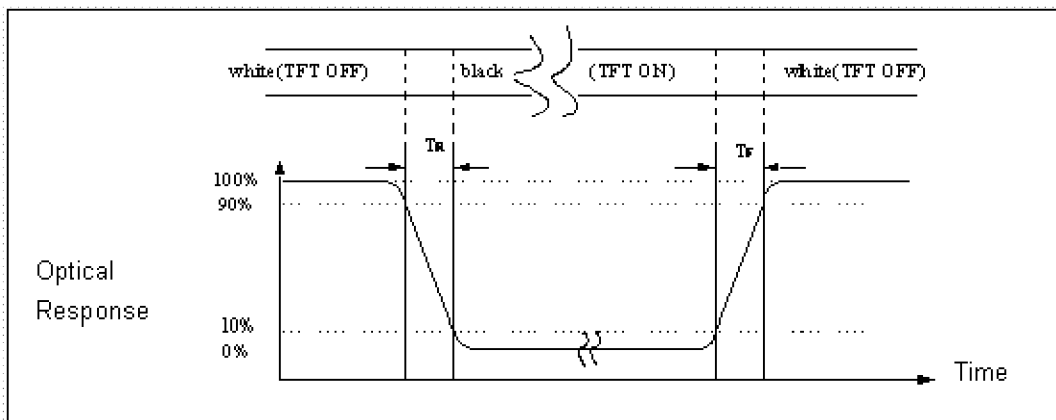 white(TFT OFF) black (TFT ON) white(TFT OFF)
TR TF
100%
90%
Optical
Response
10%
0%
Time